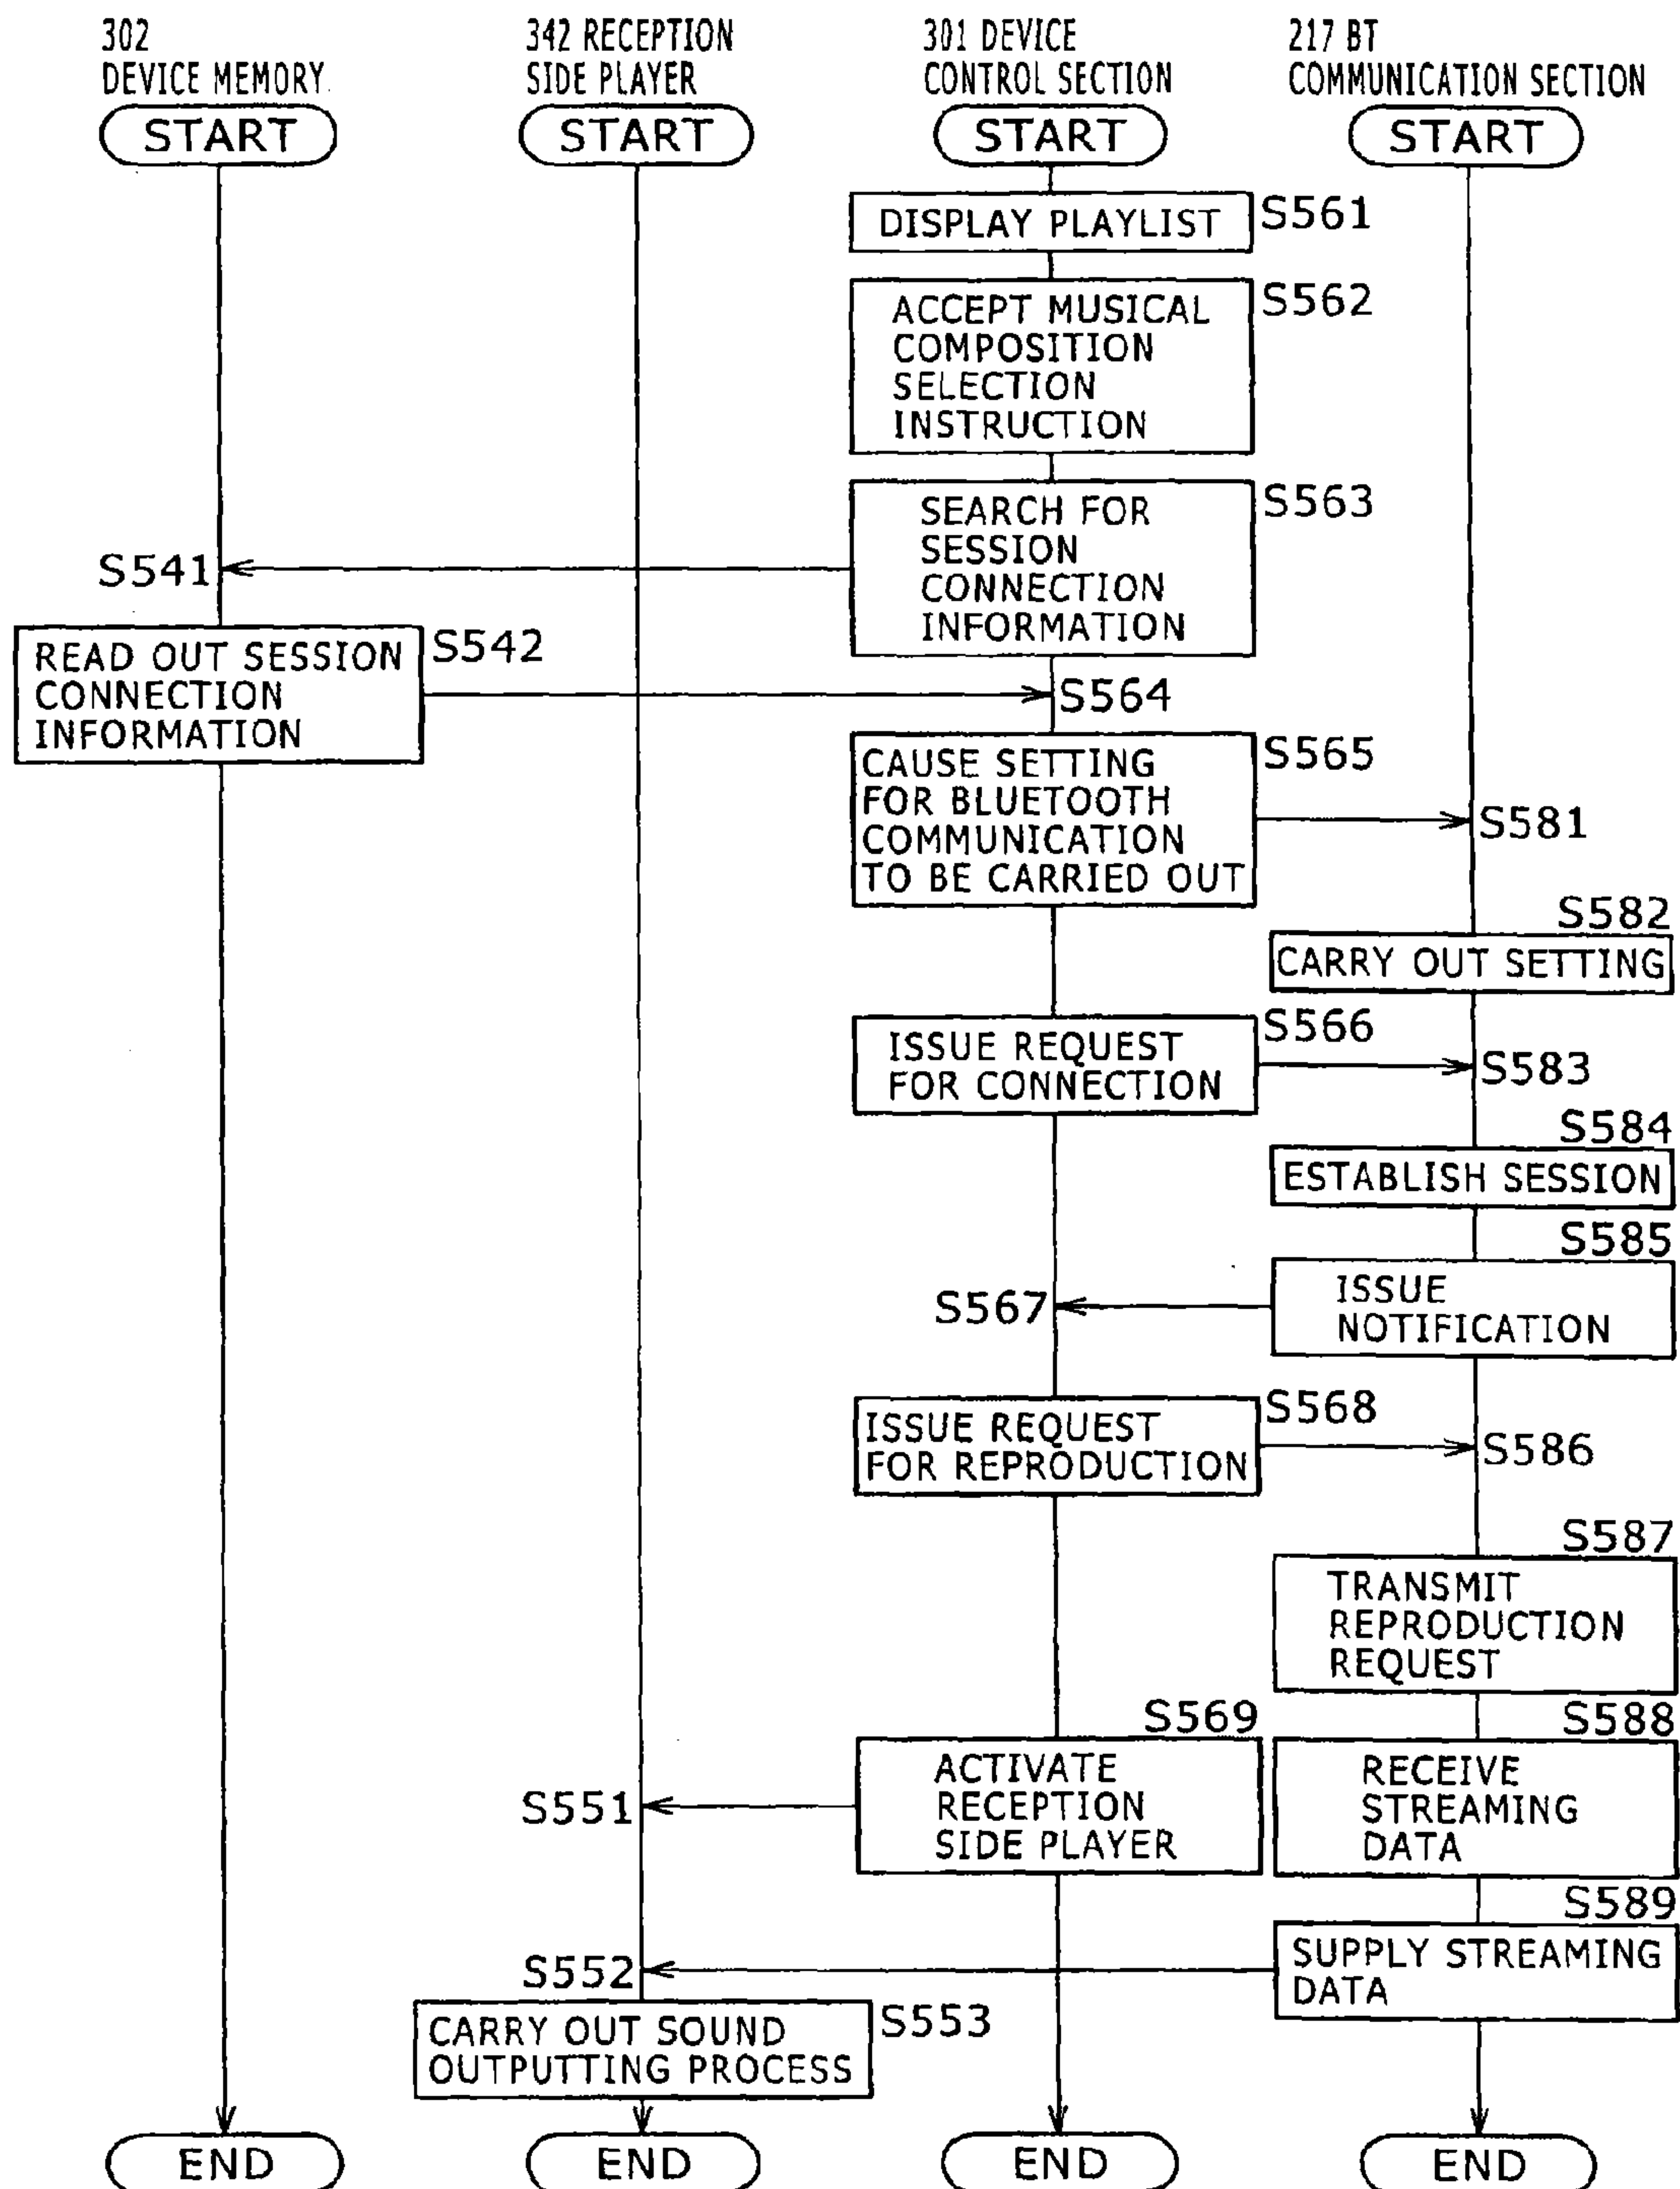 302
DEVICE MEMORY
342 RECEPTION
SIDE PLAYER
301 DEVICE
CONTROL SECTION
217 BT
COMMUNICATION SECTION
START
START
START
START
DISPLAY PLAYLIST
S561
ACCEPT MUSICAL
COMPOSITION
SELECTION
INSTRUCTION
S562
SEARCH FOR
SESSION
CONNECTION
INFORMATION
S563
S541
READ OUT SESSION
CONNECTION
INFORMATION
S542
S564
CAUSE SETTING
FOR BLUETOOTH
COMMUNICATION
TO BE CARRIED OUT
S565
S581
S582
CARRY OUT SETTING
ISSUE REQUEST
FOR CONNECTION
S566
S583
S584
ESTABLISH SESSION
S585
ISSUE
NOTIFICATION
S567
ISSUE REQUEST
FOR REPRODUCTION
S568
S586
S587
TRANSMIT
REPRODUCTION
REQUEST
S569
ACTIVATE
RECEPTION
SIDE PLAYER
S551
S588
RECEIVE
STREAMING
DATA
S589
SUPPLY STREAMING
DATA
S552
CARRY OUT SOUND
OUTPUTTING PROCESS
S553
END
END
END
END